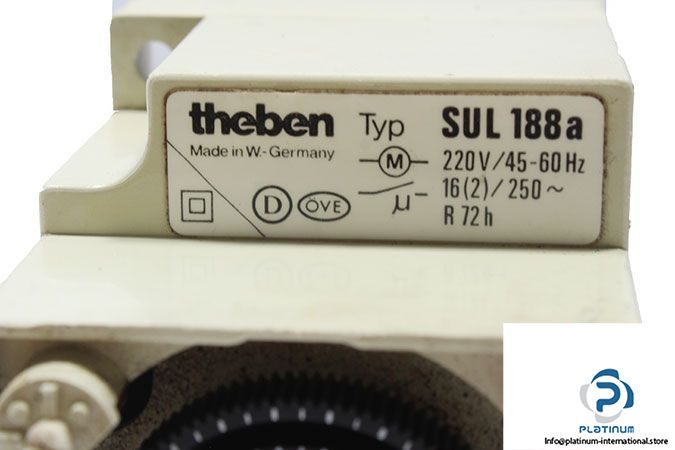 theben Typ SUL 188a
Made in W.-Germany
M 220V/45-60Hz
16(2)/250~
µ
R 72h
D ÖVE
P
PLATINUM
Info@platinum-international.store